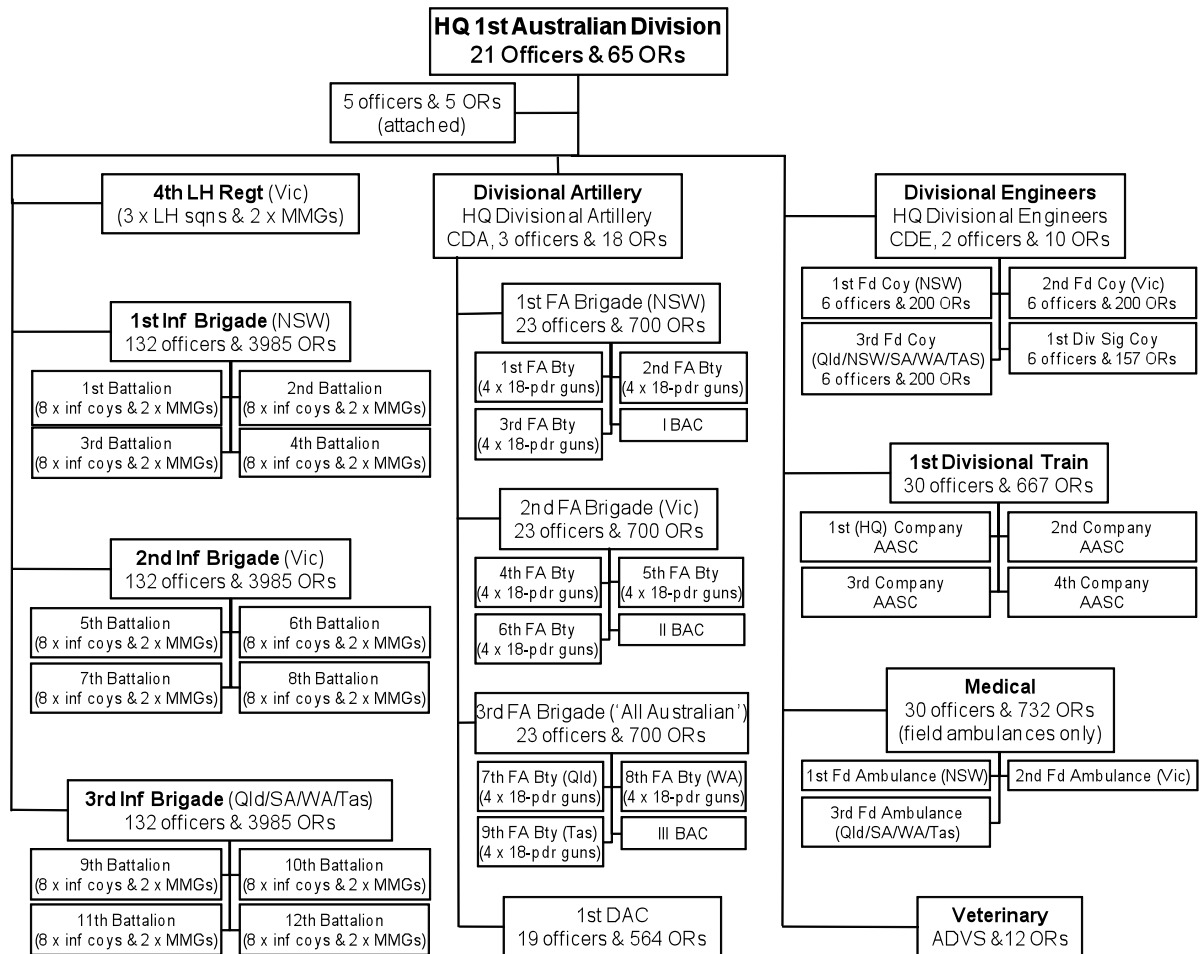 HQ 1st Australian Division
21 Officers & 65 ORs
5 officers & 5 ORs
(attached)
4th LH Regt (Vic)
(3 x LH sqns & 2 x MMGs)
1st Inf Brigade (NSW)
132 officers & 3985 ORs
1st Battalion
(8 x inf coys & 2 x MMGs)
2nd Battalion
(8 x inf coys & 2 x MMGs)
3rd Battalion
(8 x inf coys & 2 x MMGs)
4th Battalion
(8 x inf coys & 2 x MMGs)
2nd Inf Brigade (Vic)
132 officers & 3985 ORs
5th Battalion
(8 x inf coys & 2 x MMGs)
6th Battalion
(8 x inf coys & 2 x MMGs)
7th Battalion
(8 x inf coys & 2 x MMGs)
8th Battalion
(8 x inf coys & 2 x MMGs)
3rd Inf Brigade (Qld/SA/WA/Tas)
132 officers & 3985 ORs
9th Battalion
(8 x inf coys & 2 x MMGs)
10th Battalion
(8 x inf coys & 2 x MMGs)
11th Battalion
(8 x inf coys & 2 x MMGs)
12th Battalion
(8 x inf coys & 2 x MMGs)
Divisional Artillery
HQ Divisional Artillery
CDA, 3 officers & 18 ORs
1st FA Brigade (NSW)
23 officers & 700 ORs
1st FA Bty
(4 x 18-pdr guns)
2nd FA Bty
(4 x 18-pdr guns)
3rd FA Bty
(4 x 18-pdr guns)
I BAC
2nd FA Brigade (Vic)
23 officers & 700 ORs
4th FA Bty
(4 x 18-pdr guns)
5th FA Bty
(4 x 18-pdr guns)
6th FA Bty
(4 x 18-pdr guns)
II BAC
3rd FA Brigade (‘All Australian’)
23 officers & 700 ORs
7th FA Bty (Qld)
(4 x 18-pdr guns)
8th FA Bty (WA)
(4 x 18-pdr guns)
9th FA Bty (Tas)
(4 x 18-pdr guns)
III BAC
1st DAC
19 officers & 564 ORs
Divisional Engineers
HQ Divisional Engineers
CDE, 2 officers & 10 ORs
1st Fd Coy (NSW)
6 officers & 200 ORs
2nd Fd Coy (Vic)
6 officers & 200 ORs
3rd Fd Coy
(Qld/NSW/SA/WA/TAS)
6 officers & 200 ORs
1st Div Sig Coy
6 officers & 157 ORs
1st Divisional Train
30 officers & 667 ORs
1st (HQ) Company
AASC
2nd Company
AASC
3rd Company
AASC
4th Company
AASC
Medical
30 officers & 732 ORs
(field ambulances only)
1st Fd Ambulance (NSW)
2nd Fd Ambulance (Vic)
3rd Fd Ambulance
(Qld/SA/WA/Tas)
Veterinary
ADVS &12 ORs